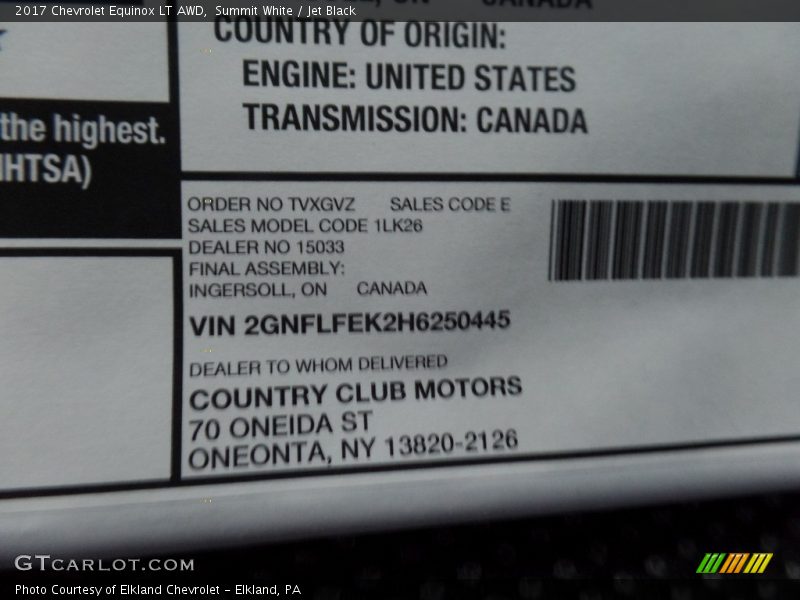 2017 Chevrolet Equinox LT AWD,  Summit White / Jet Black
CANADA
COUNTRY OF ORIGIN:
ENGINE: UNITED STATES
TRANSMISSION: CANADA
the highest.
NHTSA)
ORDER NO TVXGVZ SALES CODE E
SALES MODEL CODE 1LK26
DEALER NO 15033
FINAL ASSEMBLY:
INGERSOLL, ON CANADA
VIN 2GNFLFEK2H6250445
DEALER TO WHOM DELIVERED
COUNTRY CLUB MOTORS
70 ONEIDA ST
ONEONTA, NY 13820-2126
GTCARLOT.COM
Photo Courtesy of Elkland Chevrolet - Elkland, PA